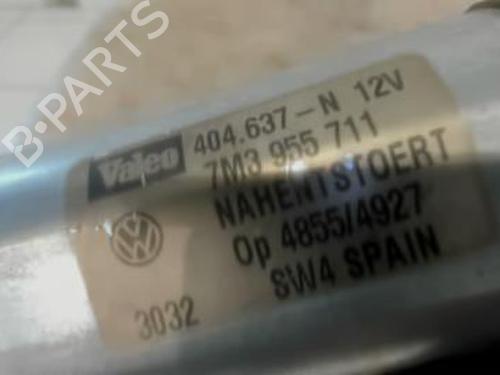 B-PARTS
Valeo 404.637-N 12V
7M3 955 711
NAHENTSTOERT
Op 4855/4927
SW4 SPAIN
3032